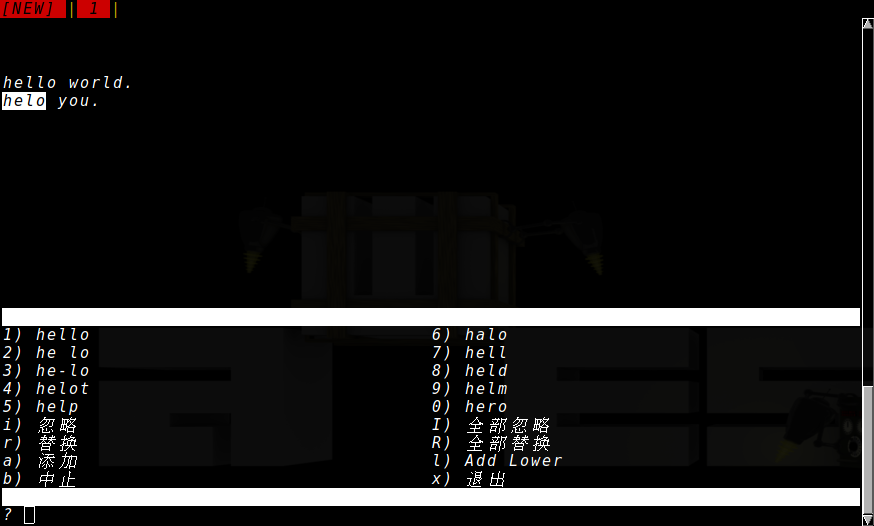 [NEW] | 1 |
hello world.
helo you.
1) hello 6) halo
2) he lo 7) hell
3) he-lo 8) held
4) helot 9) helm
5) help 0) hero
i) 忽略 I) 全部忽略
r) 替换 R) 全部替换
a) 添加 l) Add Lower
b) 中止 x) 退出
?